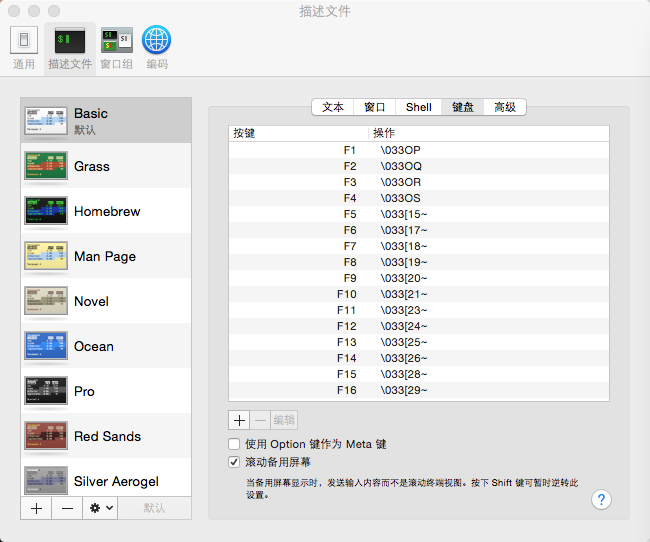 描述文件
通用
描述文件
窗口组
编码
Basic
默认
Grass
Homebrew
Man Page
Novel
Ocean
Pro
Red Sands
Silver Aerogel
默认
文本 窗口 Shell 键盘 高级
按键 操作
F1 \033OP
F2 \033OQ
F3 \033OR
F4 \033OS
F5 \033[15~
F6 \033[17~
F7 \033[18~
F8 \033[19~
F9 \033[20~
F10 \033[21~
F11 \033[23~
F12 \033[24~
F13 \033[25~
F14 \033[26~
F15 \033[28~
F16 \033[29~
编辑
使用 Option 键作为 Meta 键
滚动备用屏幕
当备用屏幕显示时，发送输入内容而不是滚动终端视图。按下 Shift 键可暂时逆转此
设置。
?